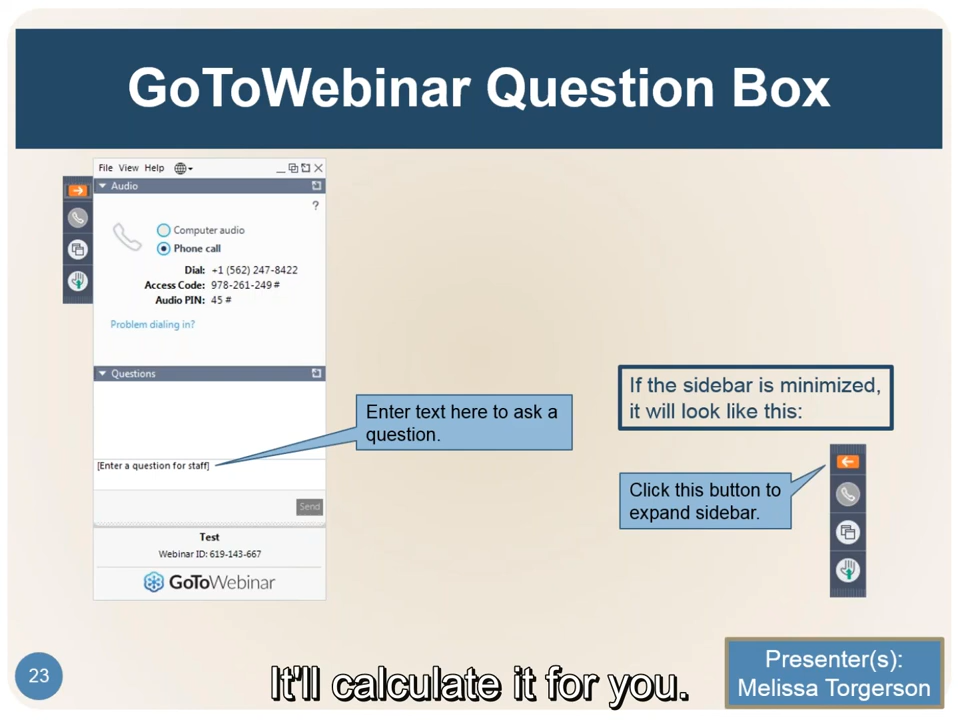 GoToWebinar Question Box
File View Help
Audio
?
Computer audio
Phone call
Dial: +1 (562) 247-8422
Access Code: 978-261-249 #
Audio PIN: 45 #
Problem dialing in?
Questions
[Enter a question for staff]
Send
Test
Webinar ID: 619-143-667
GoToWebinar
Enter text here to ask a
question.
If the sidebar is minimized,
it will look like this:
Click this button to
expand sidebar.
23
It'll calculate it for you.
Presenter(s):
Melissa Torgerson